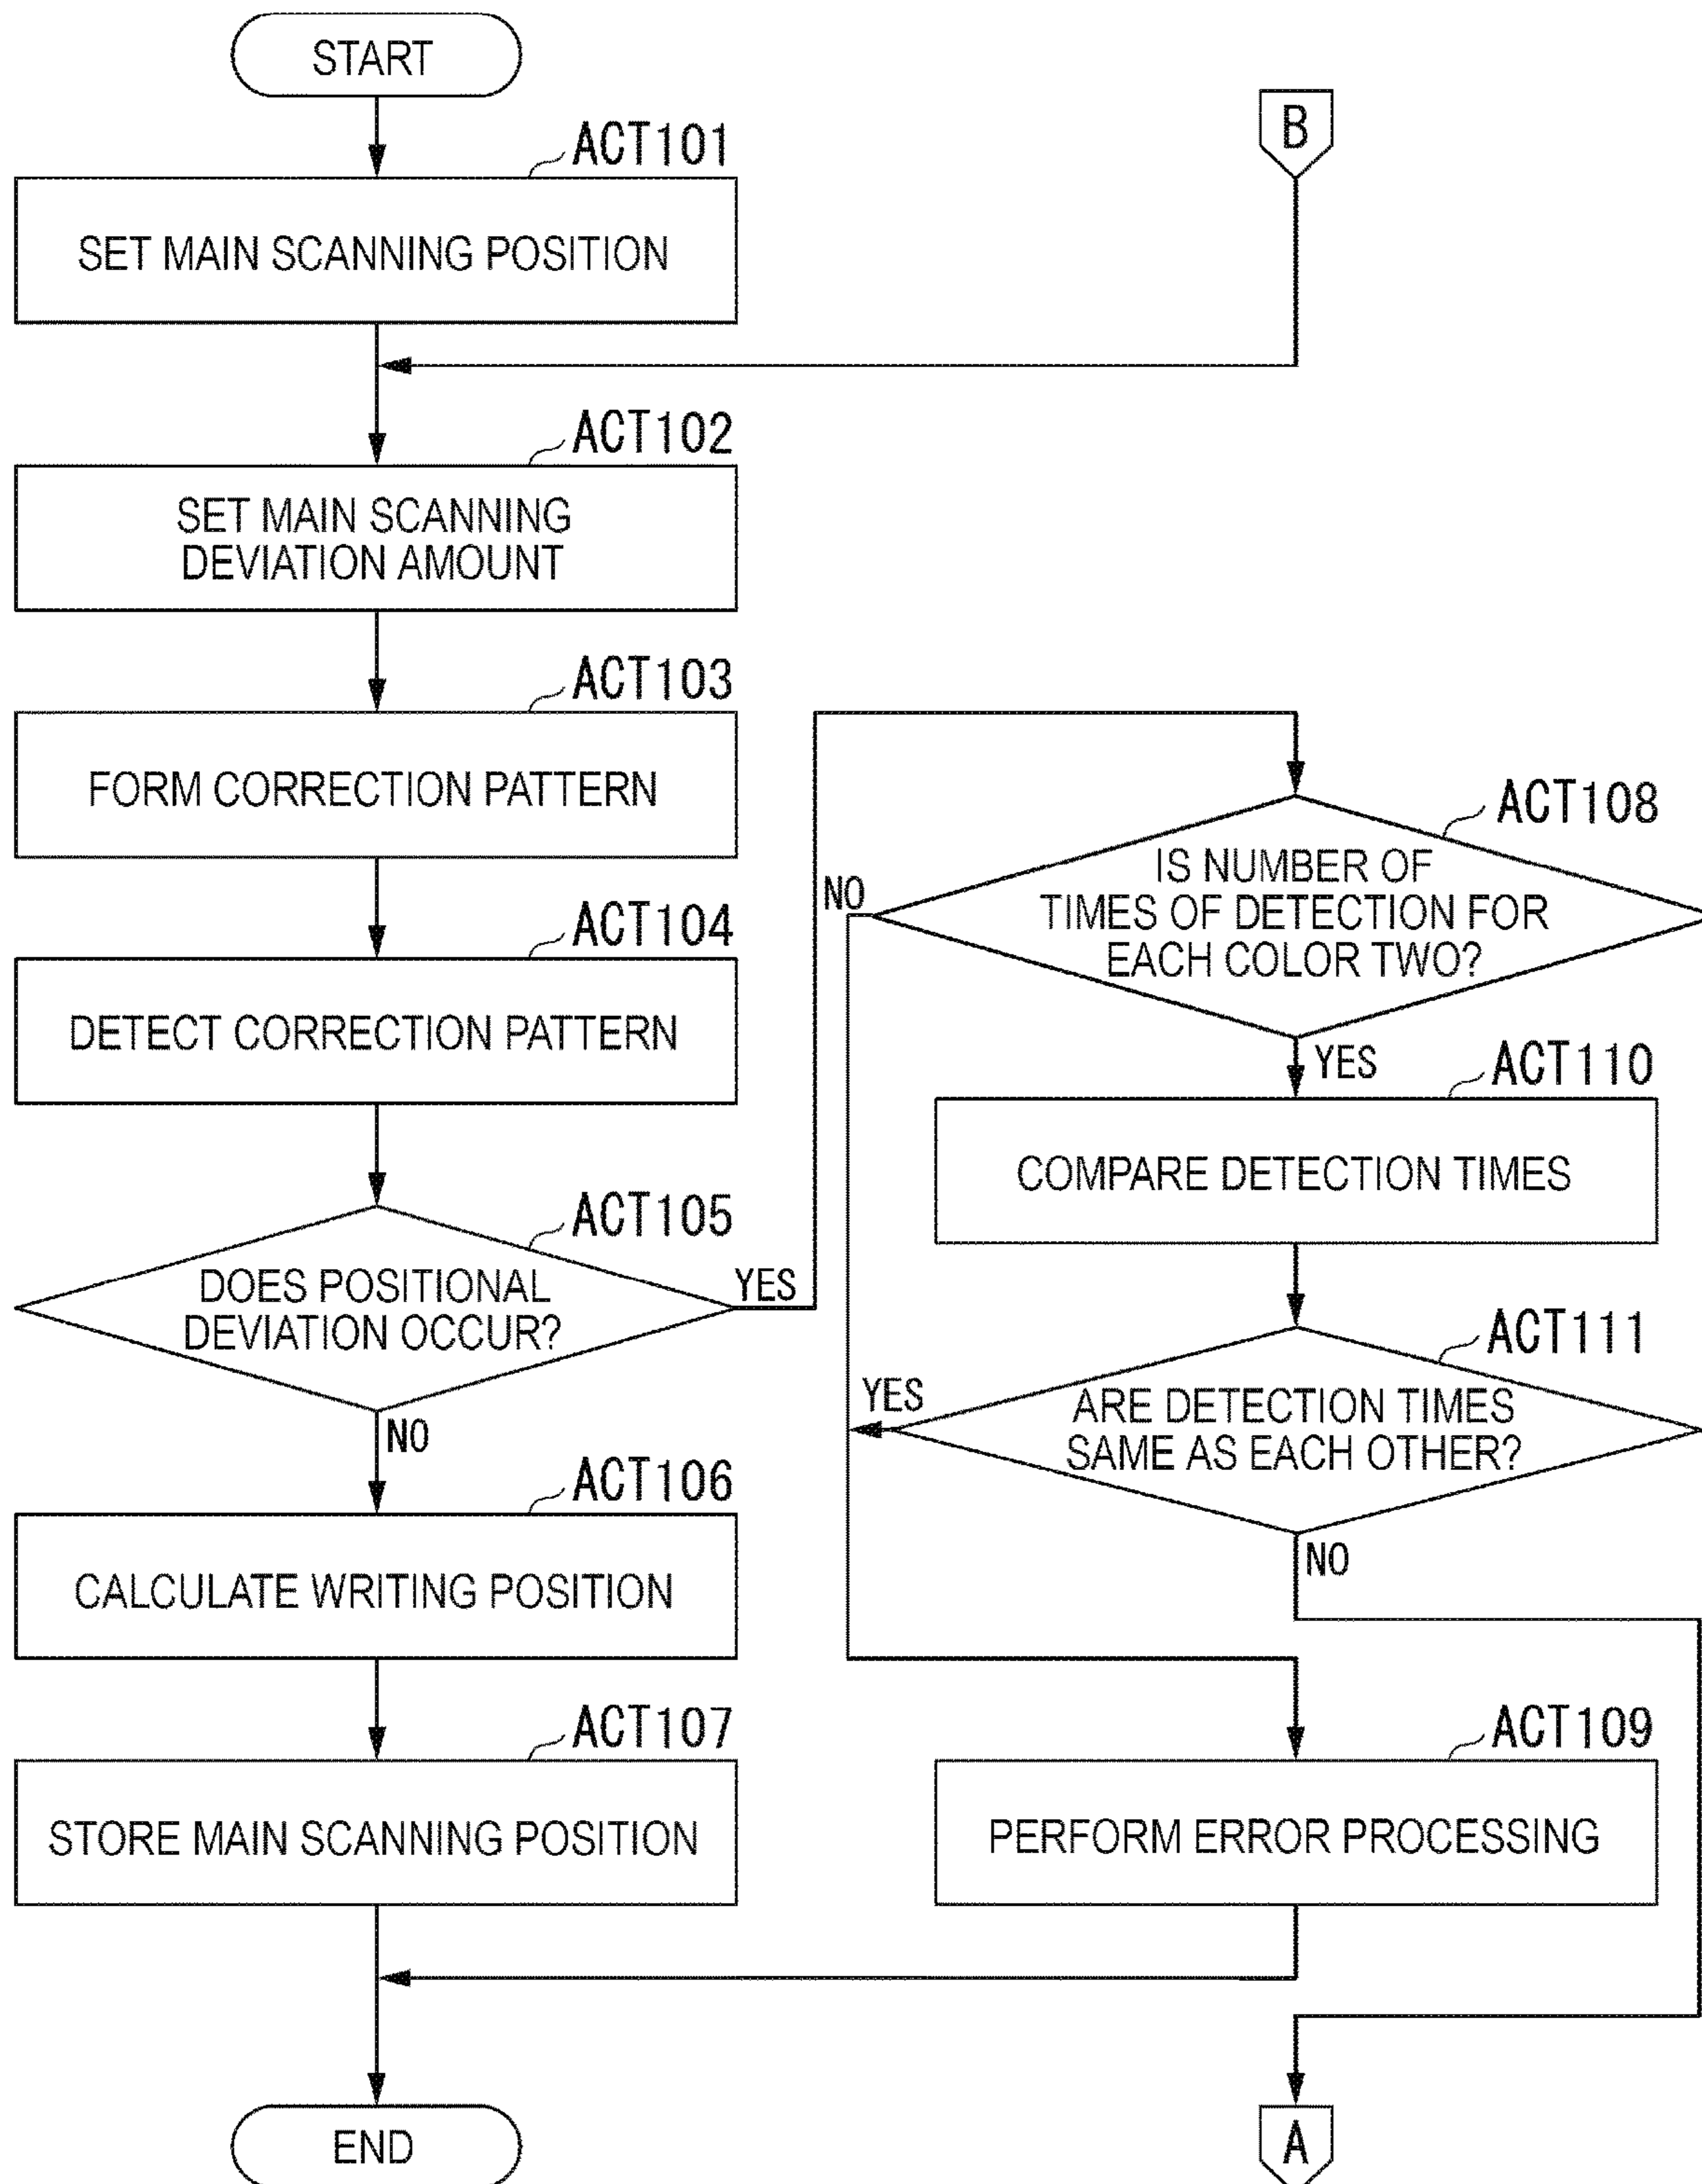 START
ACT101
SET MAIN SCANNING POSITION
B
ACT102
SET MAIN SCANNING
DEVIATION AMOUNT
ACT103
FORM CORRECTION PATTERN
ACT104
DETECT CORRECTION PATTERN
ACT105
DOES POSITIONAL
DEVIATION OCCUR?
YES
NO
ACT106
CALCULATE WRITING POSITION
ACT107
STORE MAIN SCANNING POSITION
END
ACT108
IS NUMBER OF
TIMES OF DETECTION FOR
EACH COLOR TWO?
NO
YES
ACT110
COMPARE DETECTION TIMES
ACT111
ARE DETECTION TIMES
SAME AS EACH OTHER?
YES
NO
ACT109
PERFORM ERROR PROCESSING
A